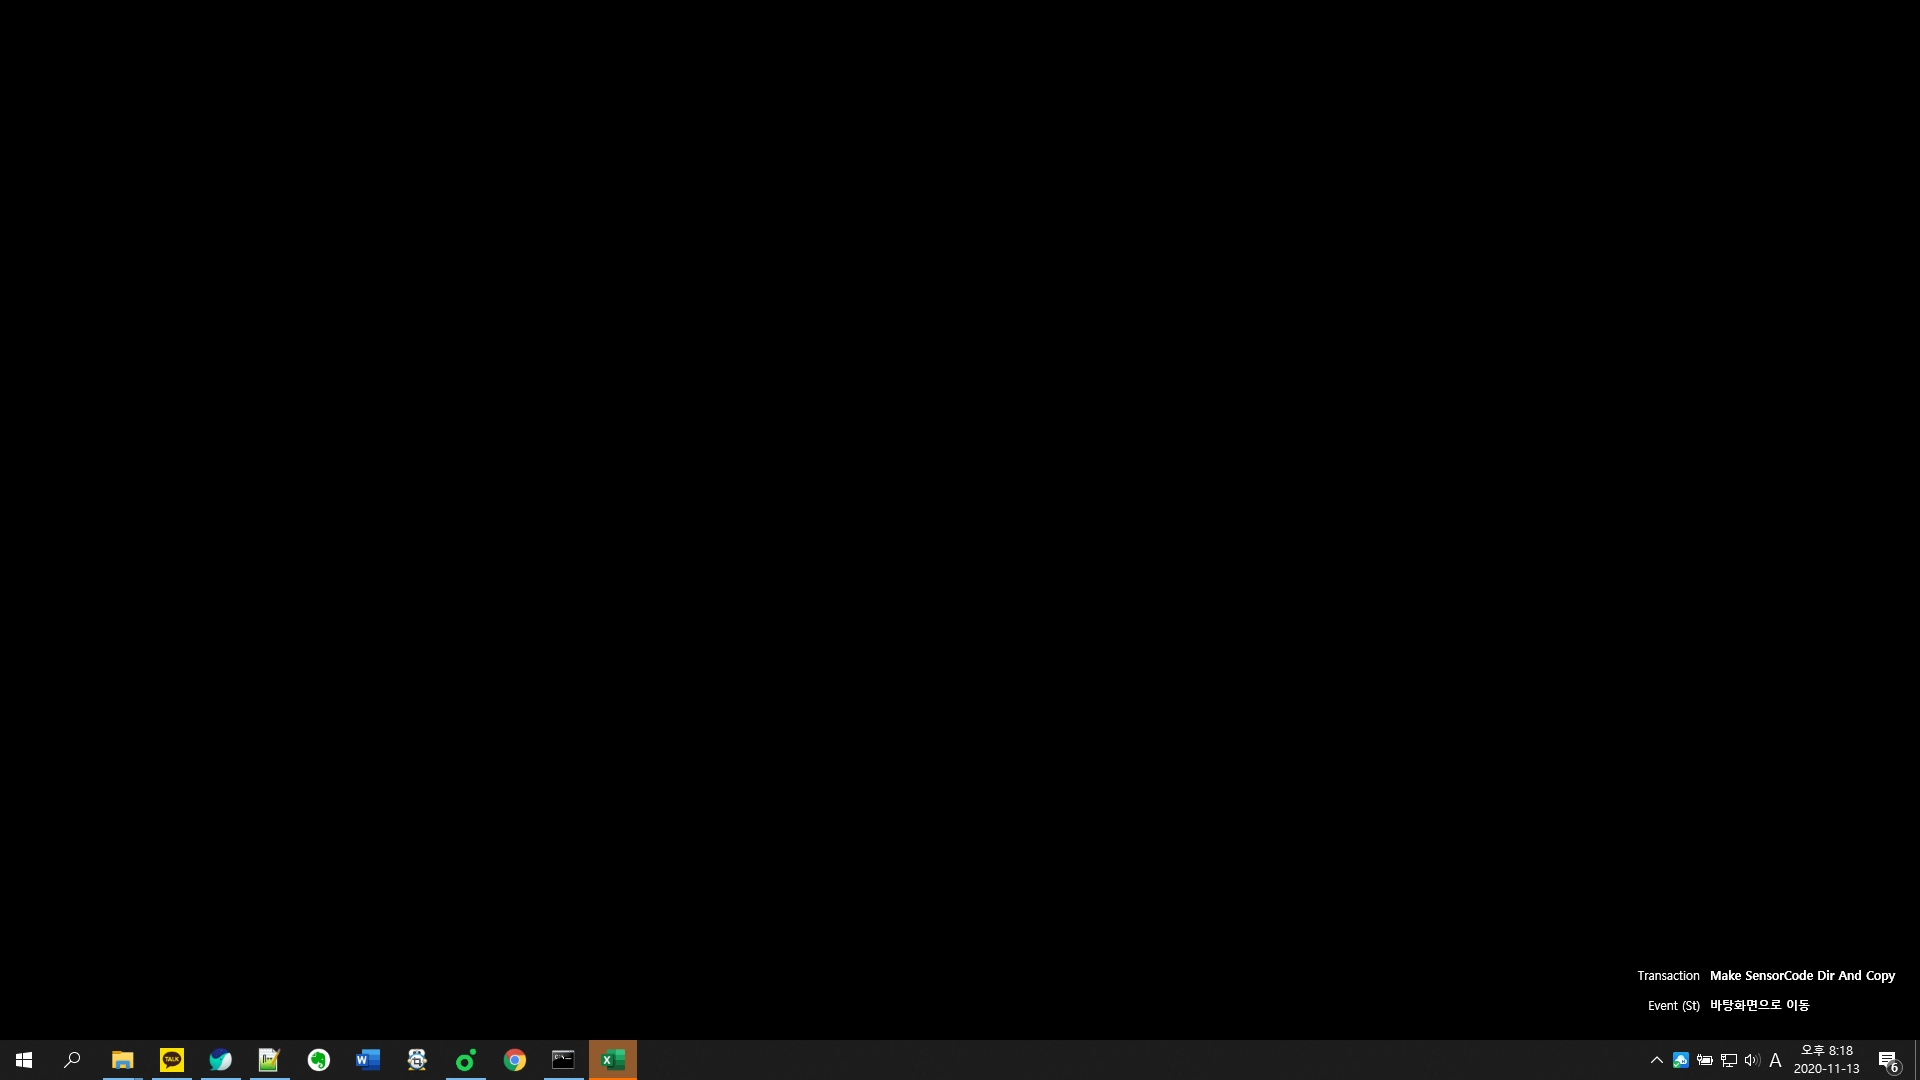 Transaction Make SensorCode Dir And Copy
Event (St) 바탕화면으로 이동
TALK
W
X
A
오후 8:18
2020-11-13
6